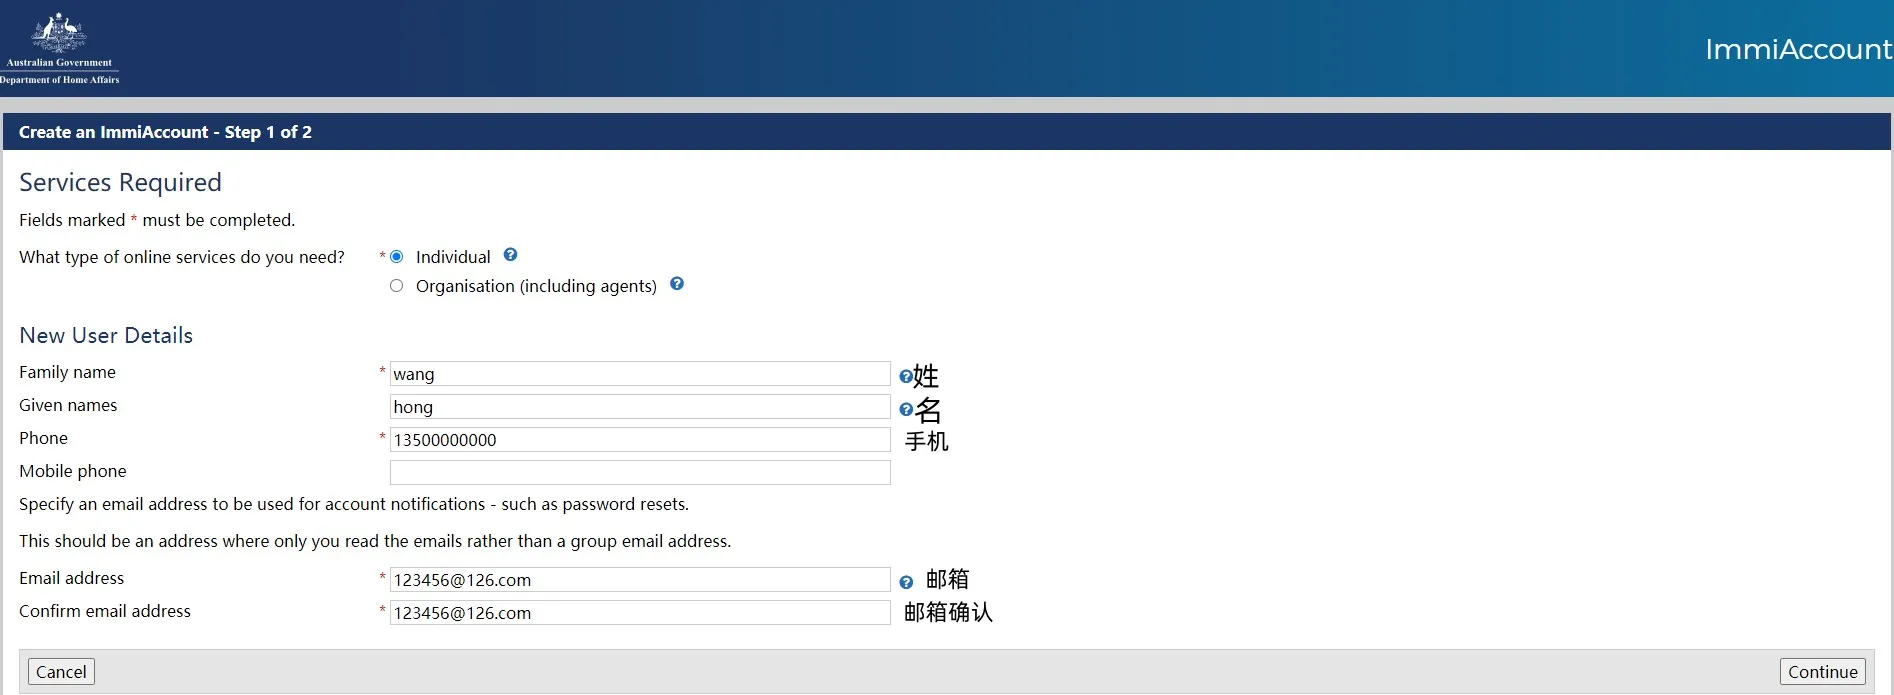 Australian Government
Department of Home Affairs
ImmiAccount
Create an ImmiAccount - Step 1 of 2
Services Required
Fields marked * must be completed.
What type of online services do you need? * Individual ?
Organisation (including agents) ?
New User Details
Family name * wang ? 姓
Given names hong ? 名
Phone * 13500000000 手机
Mobile phone
Specify an email address to be used for account notifications - such as password resets.
This should be an address where only you read the emails rather than a group email address.
Email address * 123456@126.com ? 邮箱
Confirm email address * 123456@126.com 邮箱确认
Cancel Continue